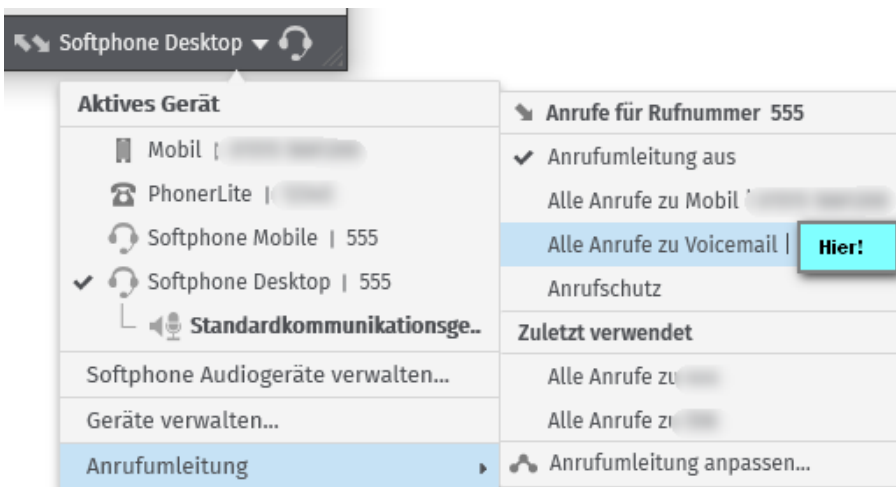 Softphone Desktop
Aktives Gerät
Mobil |
PhonerLite |
Softphone Mobile | 555
Softphone Desktop | 555
Standardkommunikationsge..
Softphone Audiogeräte verwalten...
Geräte verwalten...
Anrufumleitung
Anrufe für Rufnummer 555
Anrufumleitung aus
Alle Anrufe zu Mobil
Alle Anrufe zu Voicemail | Hier!
Anrufschutz
Zuletzt verwendet
Alle Anrufe zu
Alle Anrufe
Anrufumleitung anpassen...